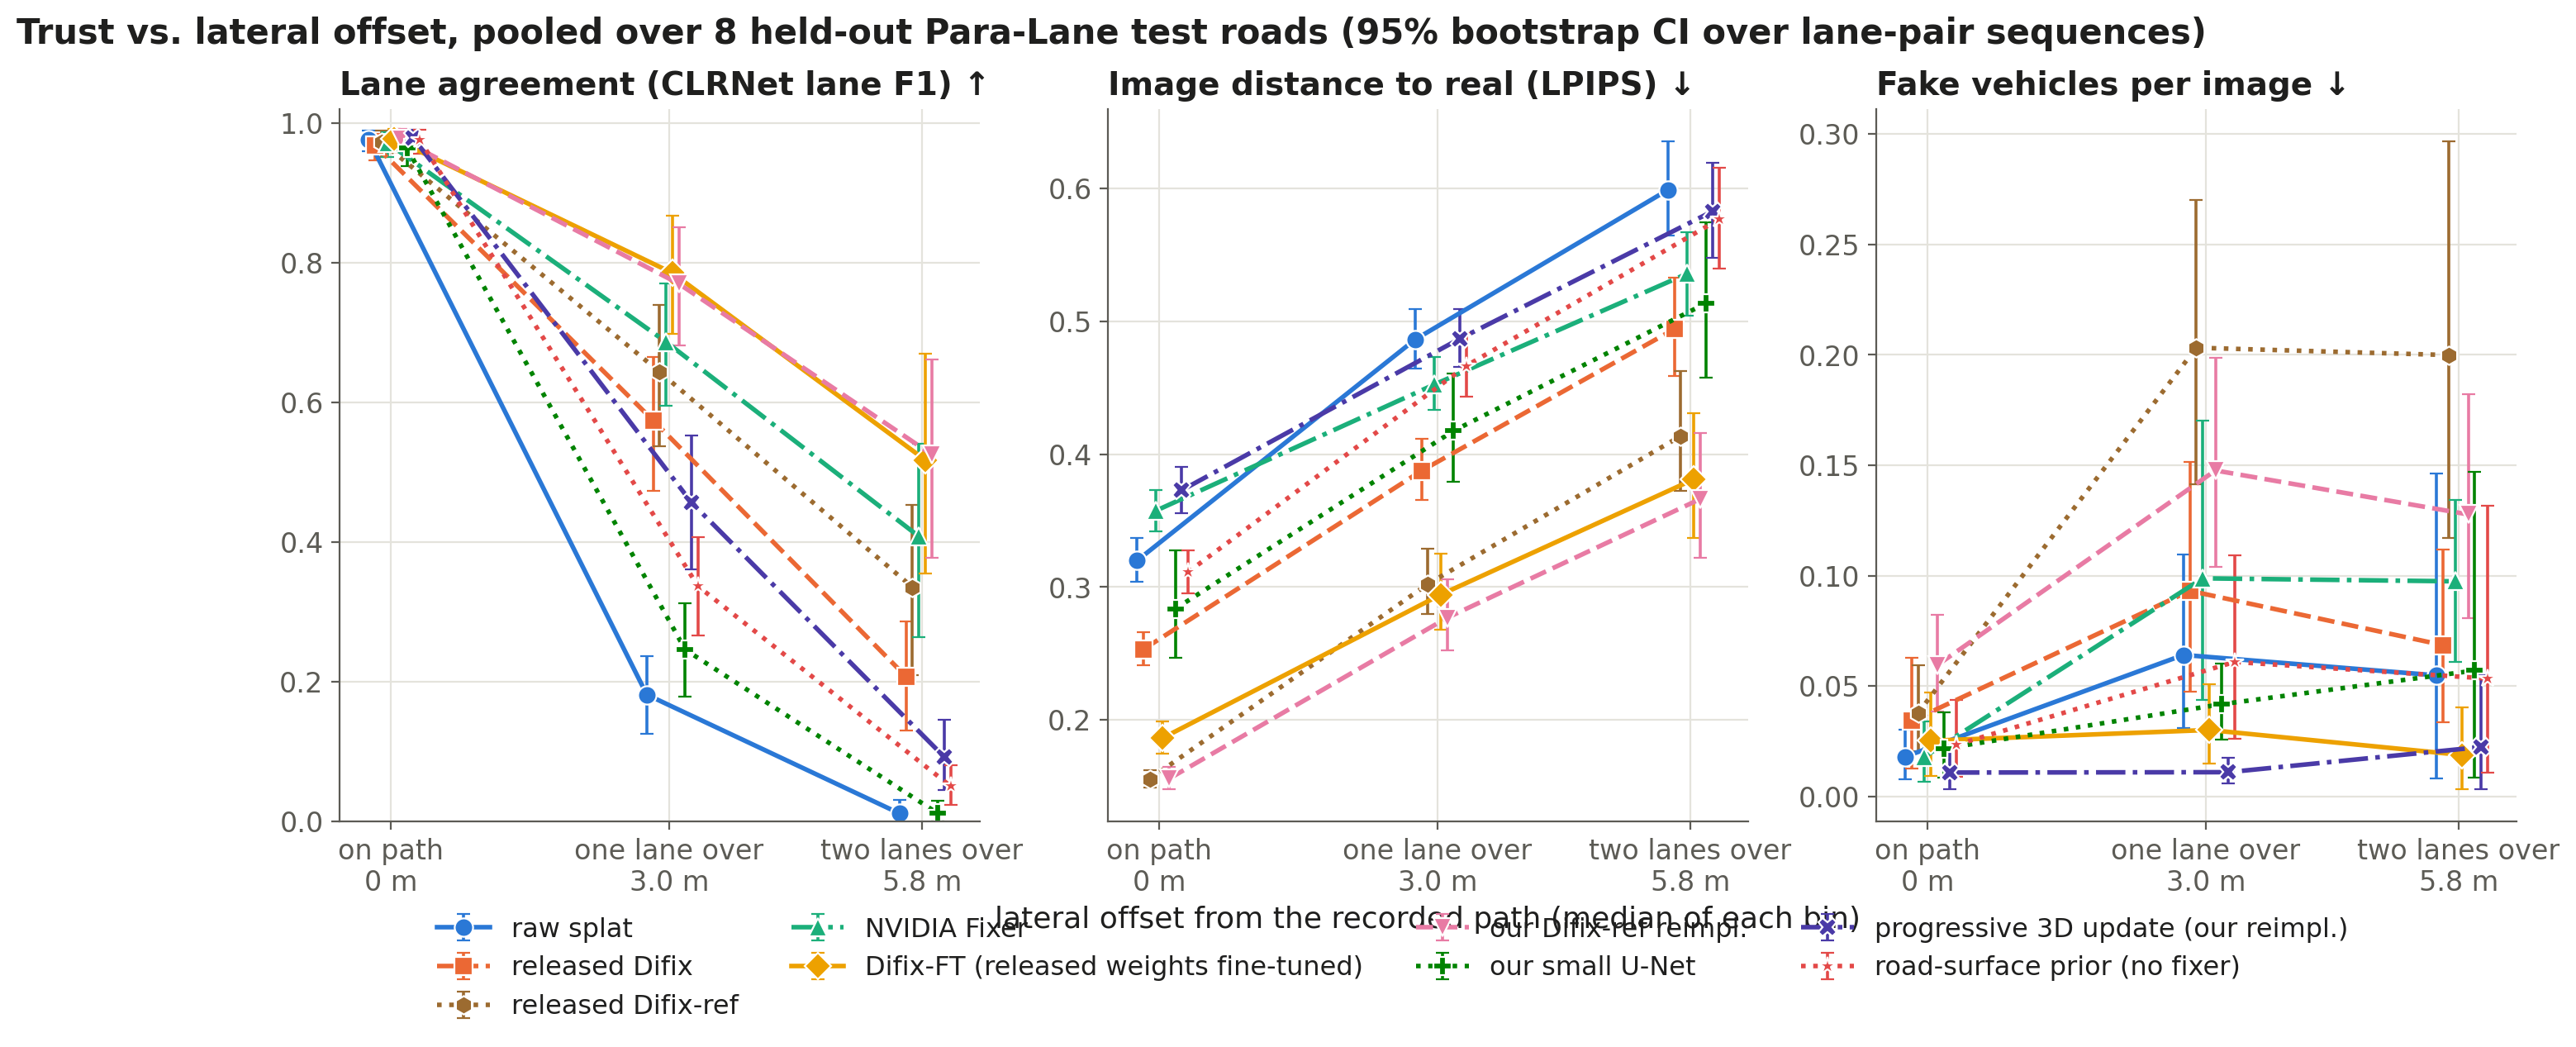 Trust vs. lateral offset, pooled over 8 held-out Para-Lane test roads (95% bootstrap CI over lane-pair sequences)
Lane agreement (CLRNet lane F1) ↑
1.0
0.8
0.6
0.4
0.2
0.0
on path
0 m
one lane over
3.0 m
two lanes over
5.8 m
Image distance to real (LPIPS) ↓
0.6
0.5
0.4
0.3
0.2
on path
0 m
one lane over
3.0 m
two lanes over
5.8 m
Fake vehicles per image ↓
0.30
0.25
0.20
0.15
0.10
0.05
0.00
on path
0 m
one lane over
3.0 m
two lanes over
5.8 m
lateral offset from the recorded path (median of each bin)
raw splat
released Difix
released Difix-ref
NVIDIA Fixer
Difix-FT (released weights fine-tuned)
our Difix-ref reimpl.
our small U-Net
progressive 3D update (our reimpl.)
road-surface prior (no fixer)